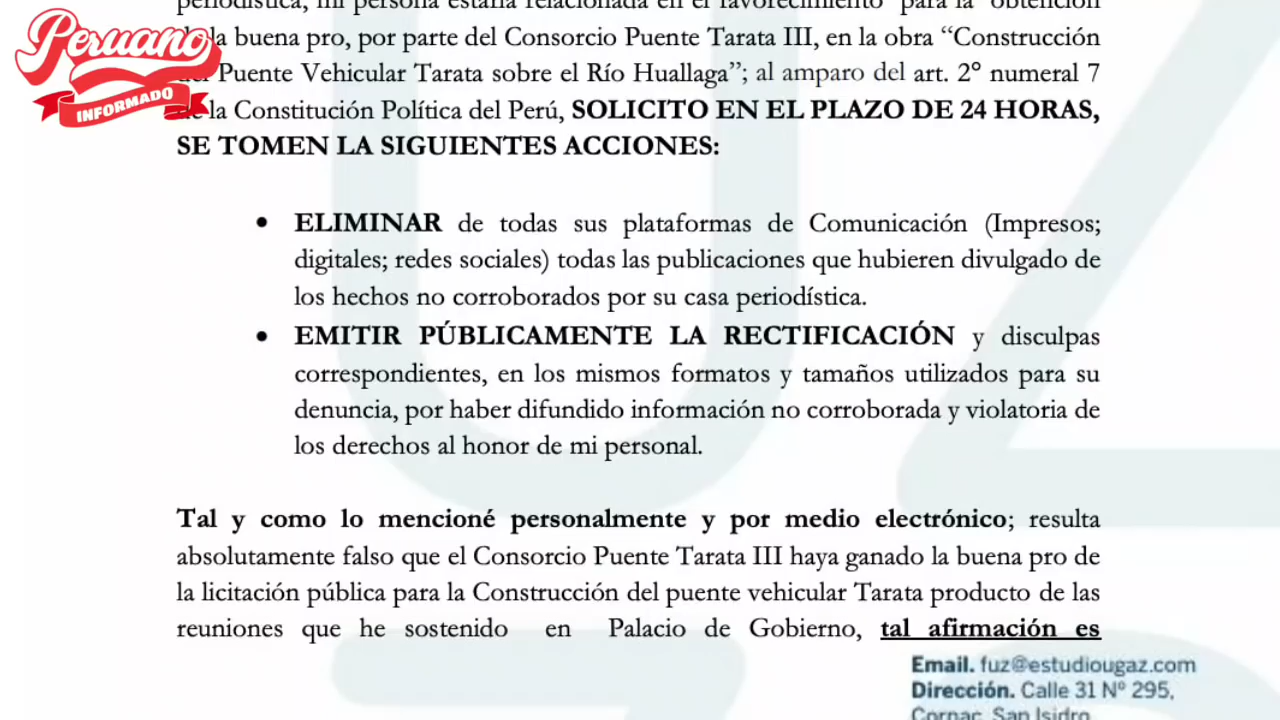 Peruano
INFORMADO
periodística, mi persona estaría relacionada en el favorecimiento para la obtención
la buena pro, por parte del Consorcio Puente Tarata III, en la obra “Construcción
del Puente Vehicular Tarata sobre el Río Huallaga”; al amparo del art. 2° numeral 7
de la Constitución Política del Perú, SOLICITO EN EL PLAZO DE 24 HORAS,
SE TOMEN LA SIGUIENTES ACCIONES:
• ELIMINAR de todas sus plataformas de Comunicación (Impresos;
digitales; redes sociales) todas las publicaciones que hubieren divulgado de
los hechos no corroborados por su casa periodística.
• EMITIR PÚBLICAMENTE LA RECTIFICACIÓN y disculpas
correspondientes, en los mismos formatos y tamaños utilizados para su
denuncia, por haber difundido información no corroborada y violatoria de
los derechos al honor de mi personal.
Tal y como lo mencioné personalmente y por medio electrónico; resulta
absolutamente falso que el Consorcio Puente Tarata III haya ganado la buena pro de
la licitación pública para la Construcción del puente vehicular Tarata producto de las
reuniones que he sostenido en Palacio de Gobierno, tal afirmación es
Email. fuz@estudiougaz.com
Dirección. Calle 31 Nº 295,
Corpac, San Isidro